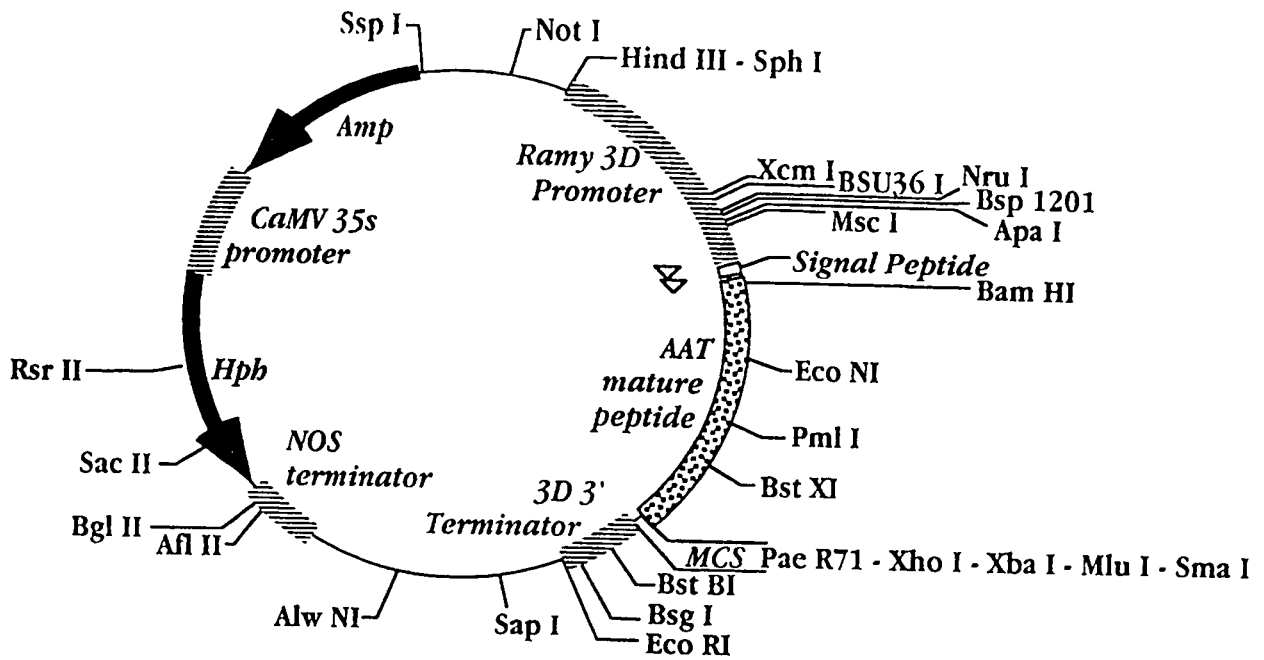 Ssp I
Not I
Hind III - Sph I
Amp
Ramy 3D
Promoter
Xcm I
BSU36 I
Nru I
Bsp 1201
Msc I
Apa I
CaMV 35s
promoter
Signal Peptide
Bam HI
AAT
mature
peptide
Eco NI
Rsr II
Hph
Pml I
NOS
terminator
Sac II
Bst XI
3D 3'
Terminator
Bgl II
Afl II
MCS Pae R71 - Xho I - Xba I - Mlu I - Sma I
Bst BI
Alw NI
Sap I
Bsg I
Eco RI